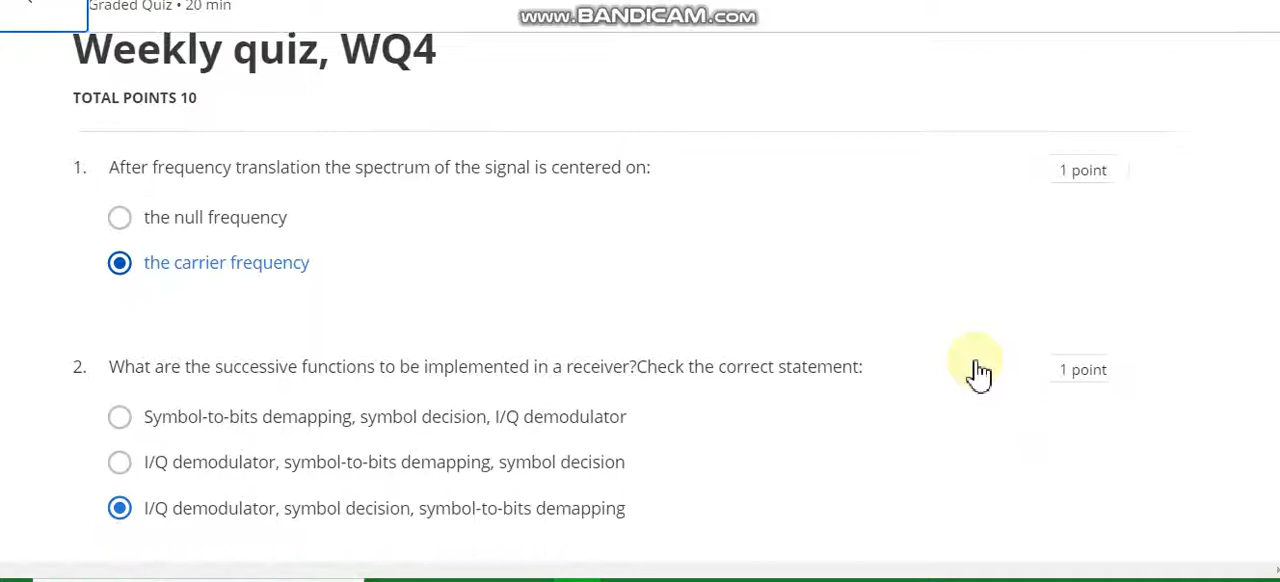 Graded Quiz • 20 min
www.BANDICAM.com
Weekly quiz, WQ4
TOTAL POINTS 10
1. After frequency translation the spectrum of the signal is centered on:
1 point
the null frequency
the carrier frequency
2. What are the successive functions to be implemented in a receiver?Check the correct statement:
1 point
Symbol-to-bits demapping, symbol decision, I/Q demodulator
I/Q demodulator, symbol-to-bits demapping, symbol decision
I/Q demodulator, symbol decision, symbol-to-bits demapping